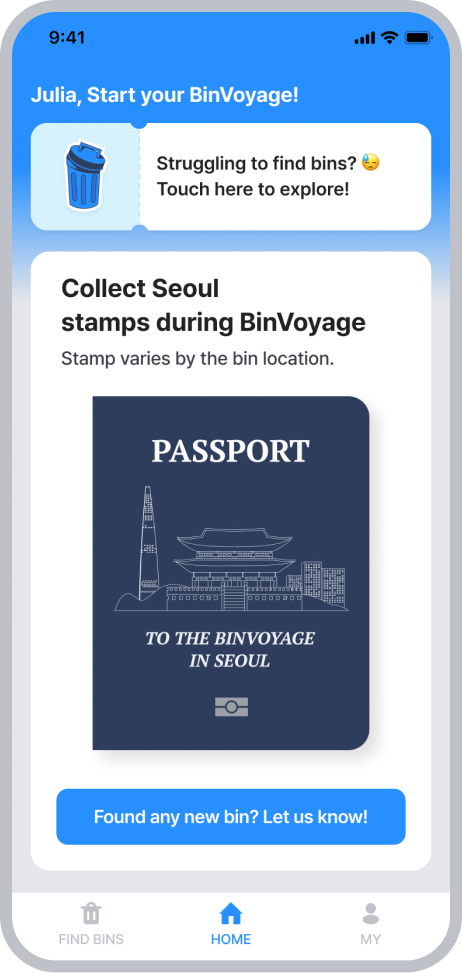 9:41
Julia, Start your BinVoyage!
Struggling to find bins? 😓
Touch here to explore!
Collect Seoul
stamps during BinVoyage
Stamp varies by the bin location.
PASSPORT
TO THE BINVOYAGE
IN SEOUL
Found any new bin? Let us know!
FIND BINS
HOME
MY